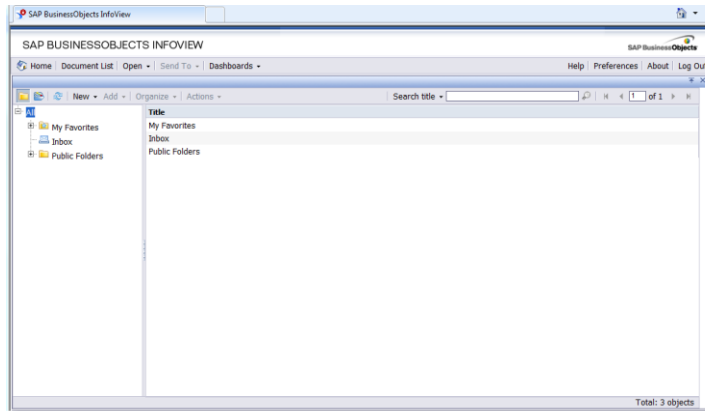 SAP BusinessObjects InfoView
SAP BUSINESSOBJECTS INFOVIEW
SAP BusinessObjects
Home Document List Open Send To Dashboards Help Preferences About Log Out
New Add Organize Actions Search title 1 of 1
All Title
My Favorites My Favorites
Inbox Inbox
Public Folders Public Folders
Total: 3 objects